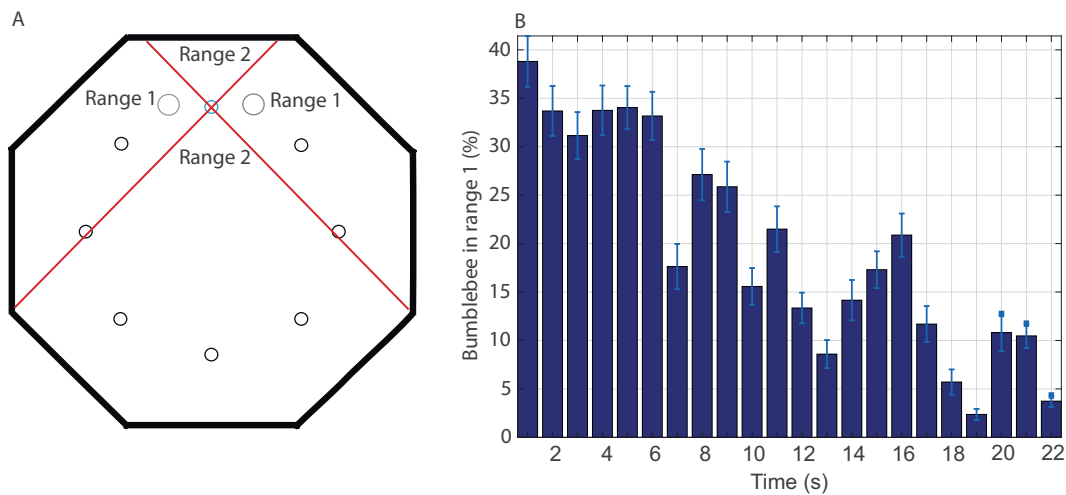 A
Range 2
Range 1
Range 1
Range 2
B
Bumblebee in range 1 (%)
40
35
30
25
20
15
10
5
0
2 4 6 8 10 12 14 16 18 20 22
Time (s)